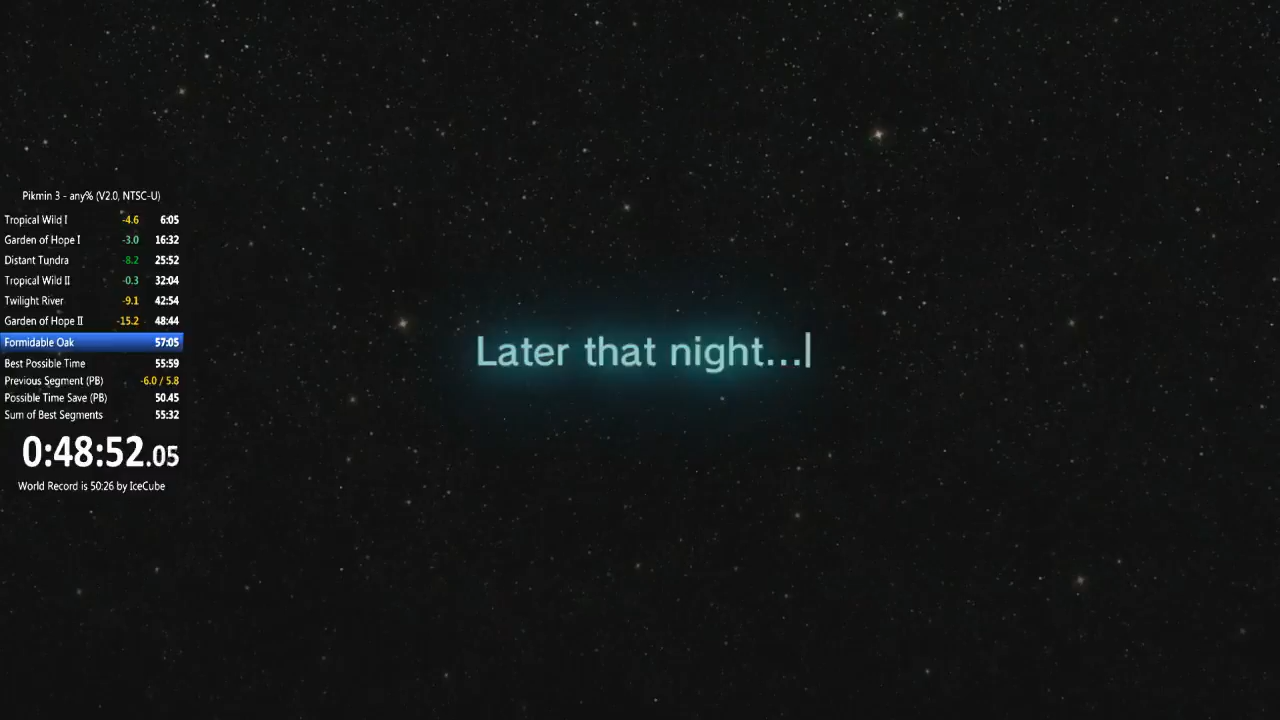 Pikmin 3 - any% (V2.0, NTSC-U)
Tropical Wild I -4.6 6:05
Garden of Hope I -3.0 16:32
Distant Tundra -8.2 25:52
Tropical Wild II -0.3 32:04
Twilight River -9.1 42:54
Garden of Hope II -15.2 48:44
Formidable Oak 57:05
Best Possible Time 55:59
Previous Segment (PB) -6.0 / 5.8
Possible Time Save (PB) 50.45
Sum of Best Segments 55:32
0:48:52.05
World Record is 50:26 by IceCube
Later that night...|